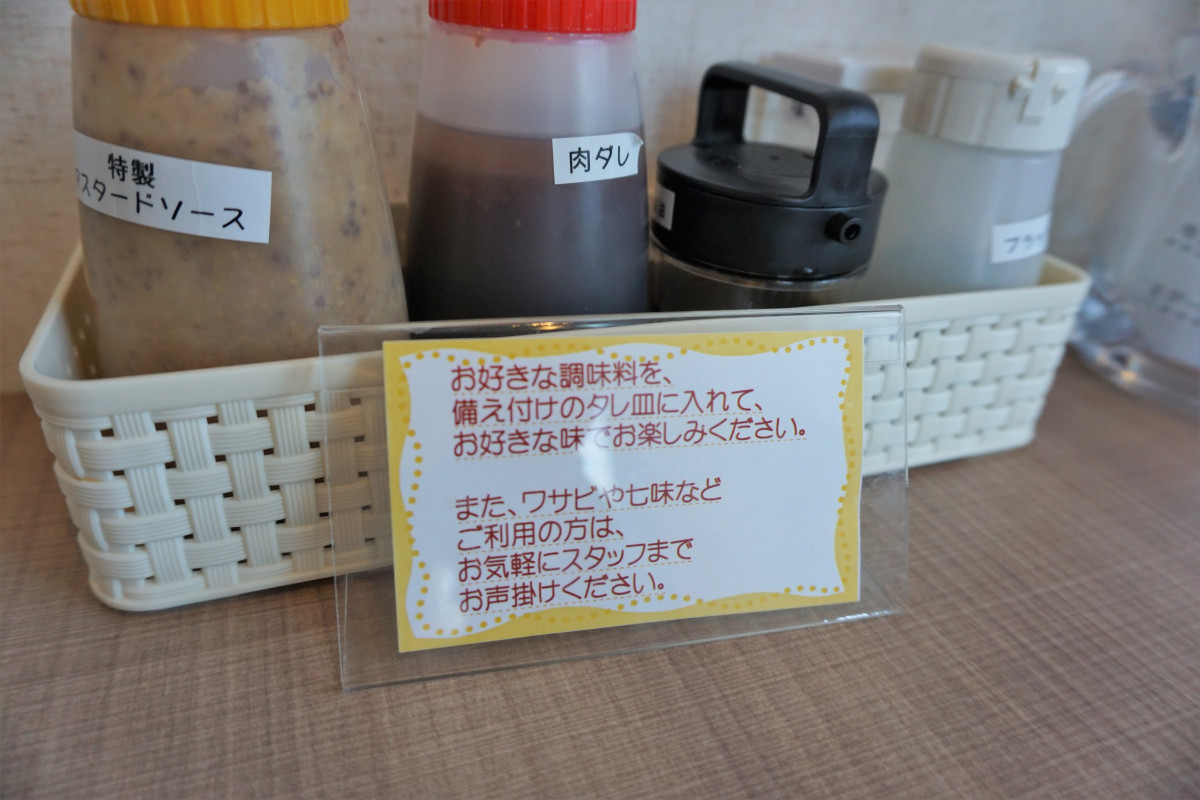 特製
スタードソース
肉ダレ
お好きな調味料を、
備え付けのタレ皿に入れて、
お好きな味でお楽しみください。
また、ワサビや七味など
ご利用の方は、
お気軽にスタッフまで
お声掛けください。